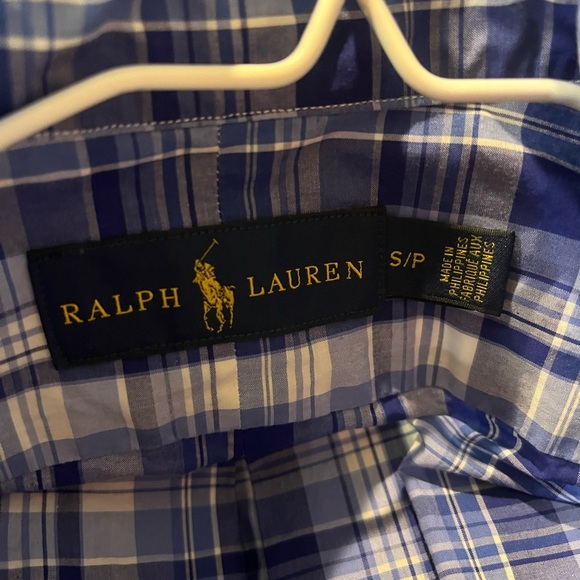 RALPH LAUREN
S/P
MADE IN
PHILIPPINES
FABRIQUÉ AUX
PHILIPPINES